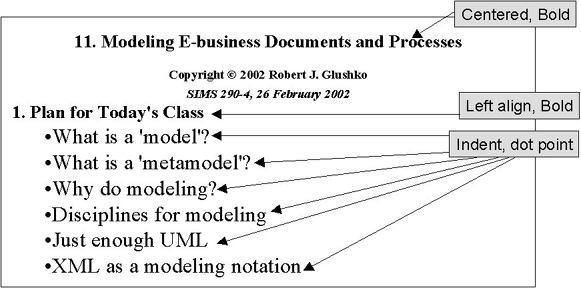 Centered, Bold
11. Modeling E-business Documents and Processes
Copyright © 2002 Robert J. Glushko
SIMS 290-4, 26 February 2002
Left align, Bold
1. Plan for Today's Class
Indent, dot point
•What is a 'model'?
•What is a 'metamodel'?
•Why do modeling?
•Disciplines for modeling
•Just enough UML
•XML as a modeling notation